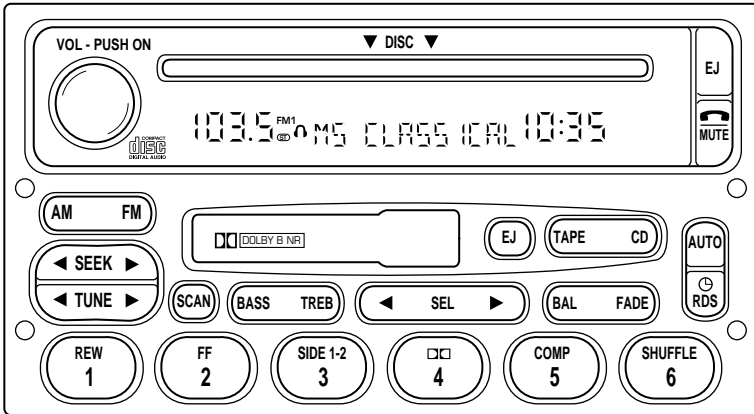 VOL - PUSH ON
DISC
EJ
103.5 FM1 ST MS CLASSICAL 10:35
MUTE
COMPACT
disc
DIGITAL AUDIO
AM FM
DOLBY B NR
EJ
TAPE CD
AUTO
SEEK
TUNE
SCAN
BASS TREB
SEL
BAL FADE
RDS
REW
1
FF
2
SIDE 1-2
3
4
COMP
5
SHUFFLE
6